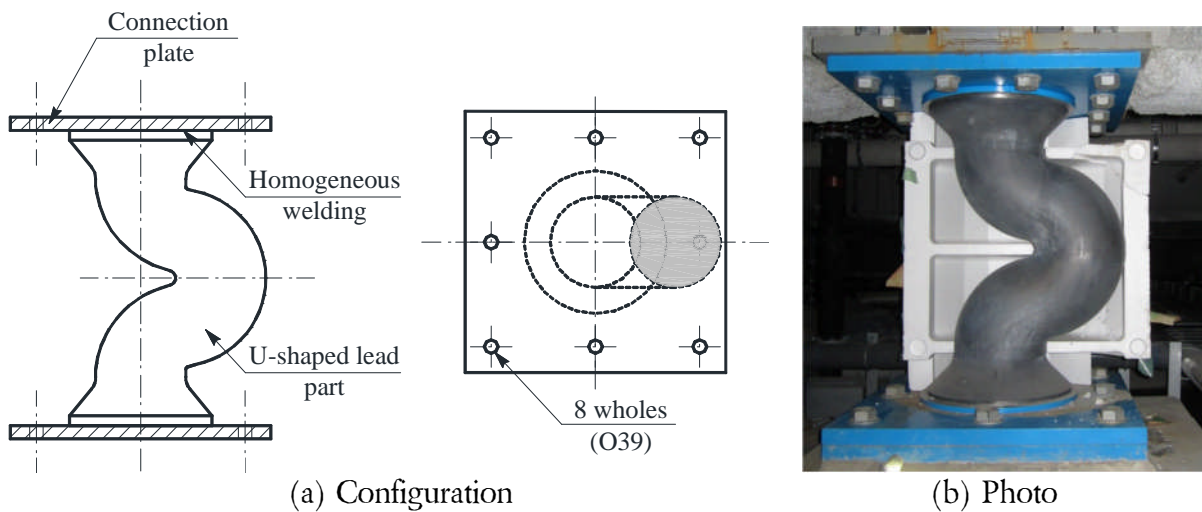 Connection
plate
Homogeneous
welding
U-shaped lead
part
8 wholes
(O39)
(a) Configuration
(b) Photo